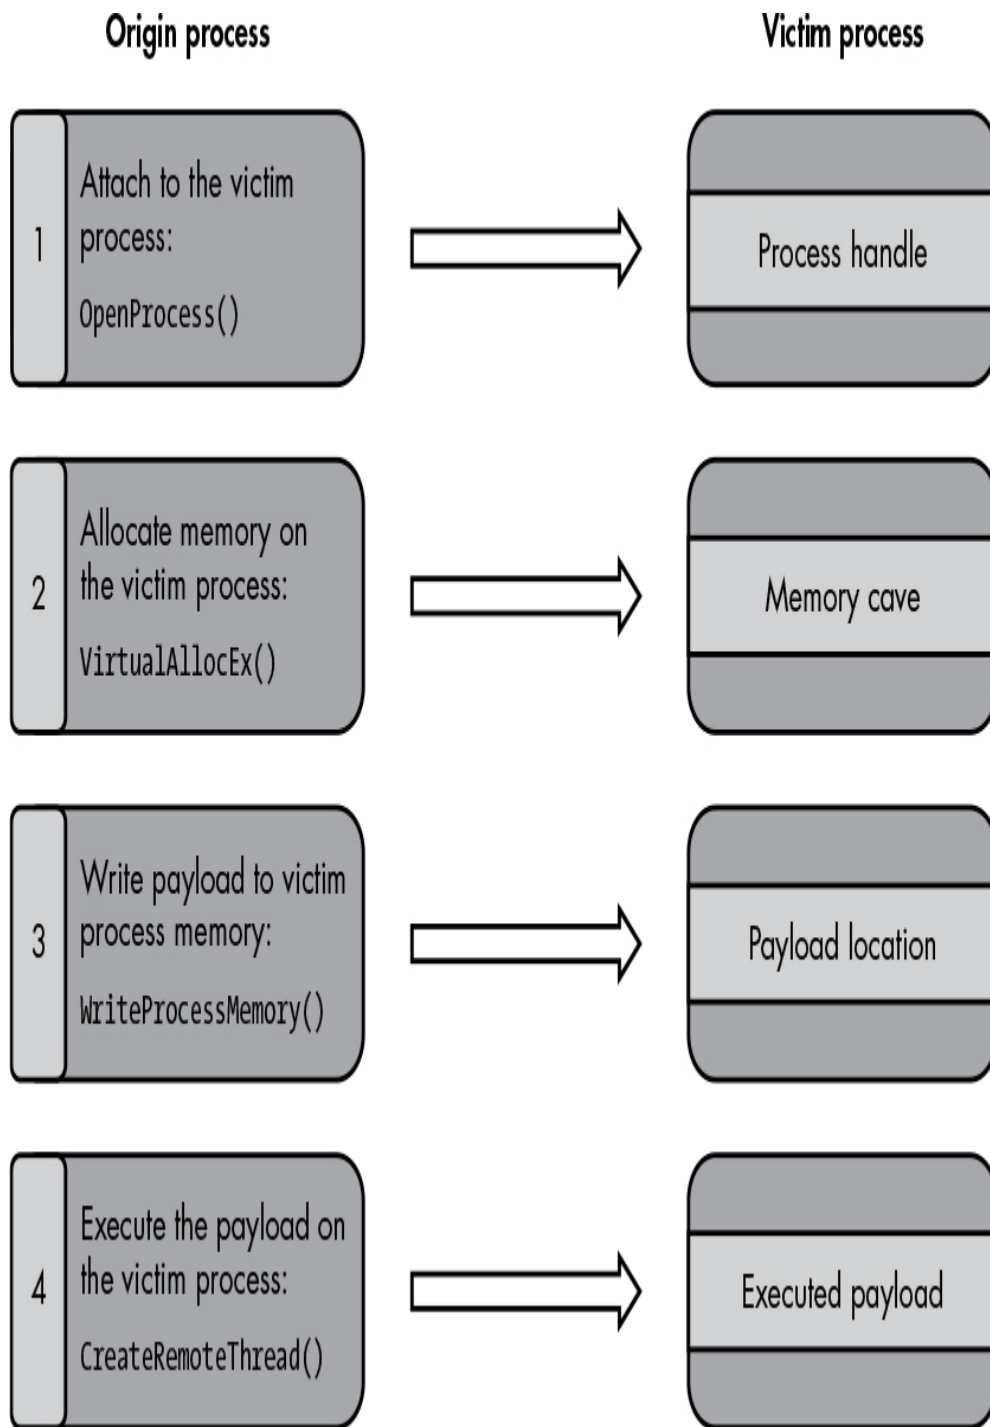 Origin process
Victim process
1
Attach to the victim
process:
OpenProcess()
Process handle
2
Allocate memory on
the victim process:
VirtualAllocEx()
Memory cave
3
Write payload to victim
process memory:
WriteProcessMemory()
Payload location
4
Execute the payload on
the victim process:
CreateRemoteThread()
Executed payload